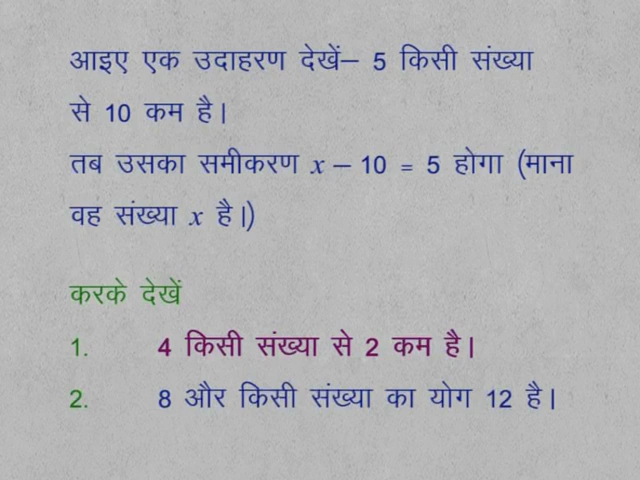 आइए एक उदाहरण देखें– 5 किसी संख्या
से 10 कम है।
तब उसका समीकरण x – 10 = 5 होगा (माना
वह संख्या x है।)
करके देखें
1. 4 किसी संख्या से 2 कम है।
2. 8 और किसी संख्या का योग 12 है।